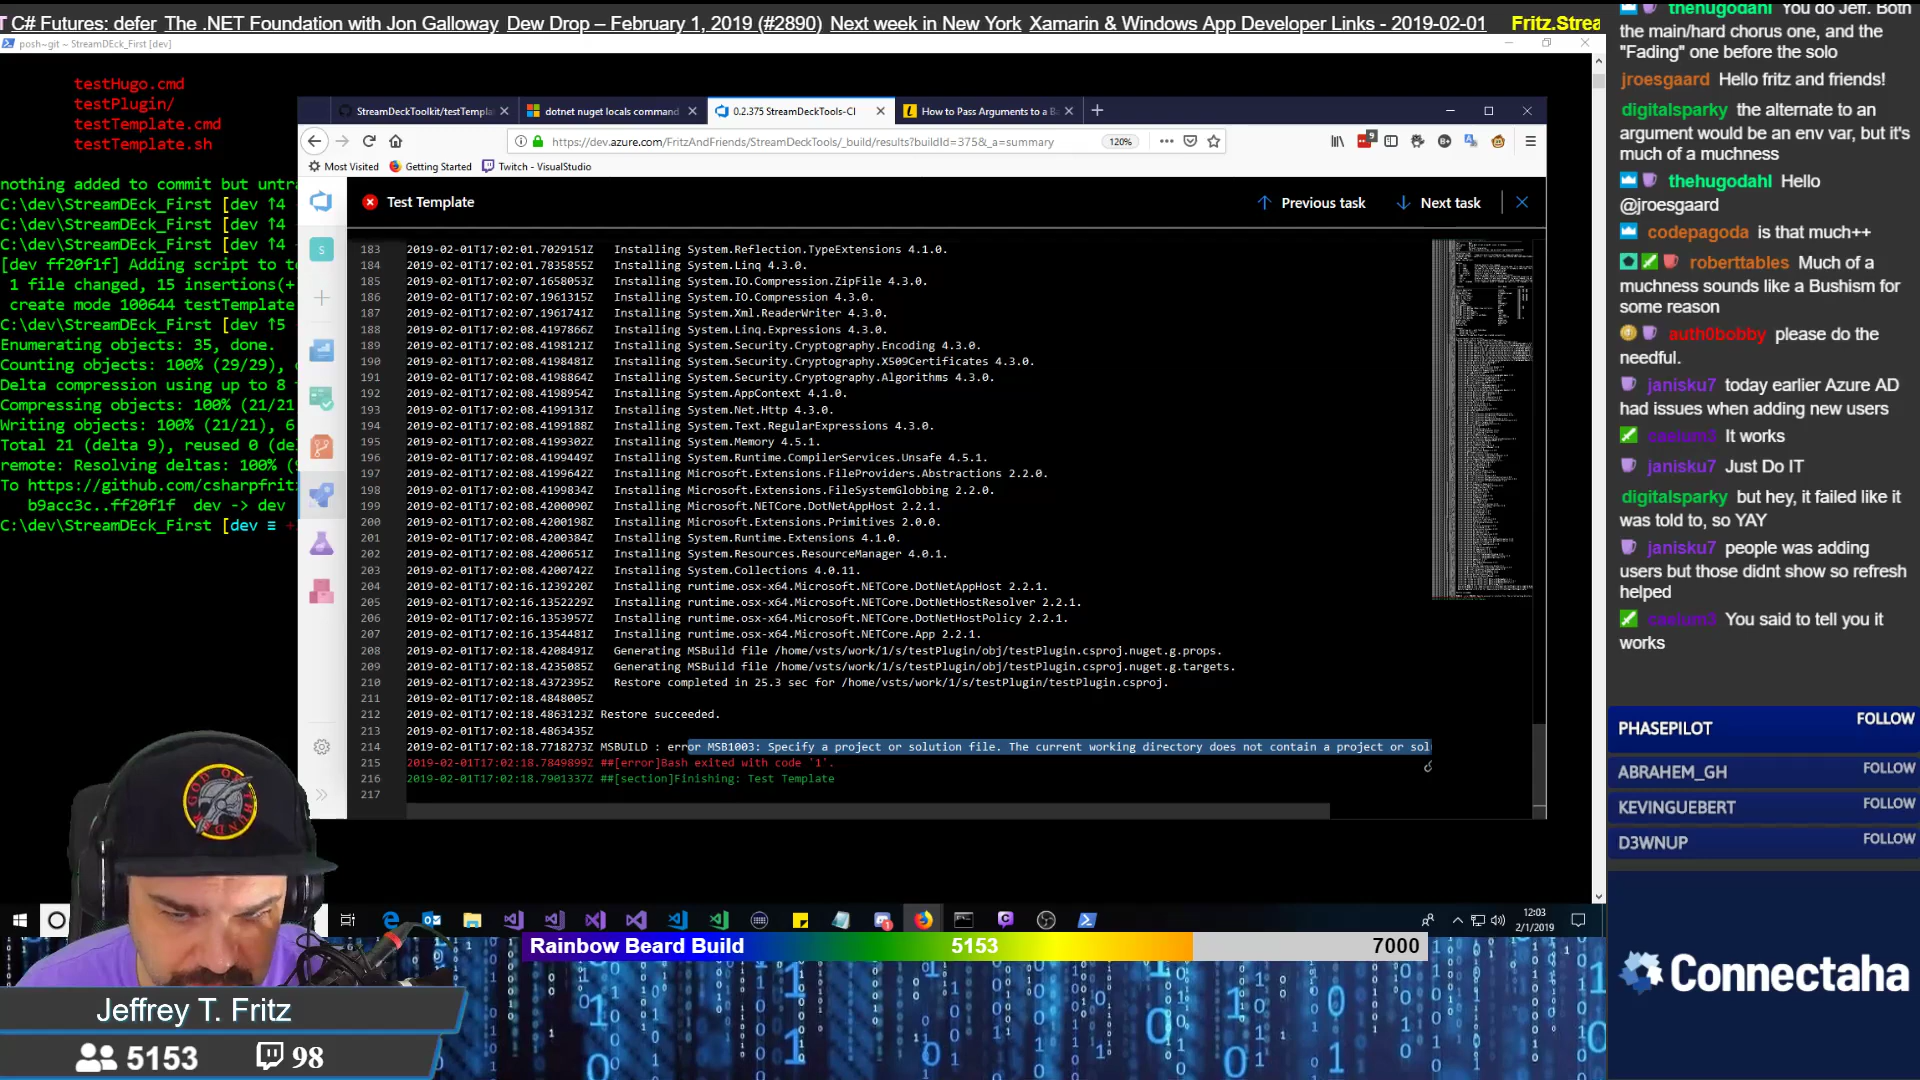 C# Futures: defer The .NET Foundation with Jon Galloway Dew Drop – February 1, 2019 (#2890) Next week in New York Xamarin & Windows App Developer Links - 2019-02-01 Fritz.Strea
posh~git ~ StreamDEck_First [dev]
testHugo.cmd
testPlugin/
testTemplate.cmd
testTemplate.sh
nothing added to commit but untra
C:\dev\StreamDEck_First [dev ↑4
C:\dev\StreamDEck_First [dev ↑4
C:\dev\StreamDEck_First [dev ↑4
[dev ff20f1f] Adding script to t
1 file changed, 15 insertions(+
create mode 100644 testTemplate
C:\dev\StreamDEck_First [dev ↑5
Enumerating objects: 35, done.
Counting objects: 100% (29/29),
Delta compression using up to 8
Compressing objects: 100% (21/21
Writing objects: 100% (21/21), 6
Total 21 (delta 9), reused 0 (de
remote: Resolving deltas: 100% (
To https://github.com/csharpfrit
b9acc3c..ff20f1f dev -> dev
C:\dev\StreamDEck_First [dev ≡ +
StreamDeckToolkit/testTempla
dotnet nuget locals command
0.2.375 StreamDeckTools-CI
How to Pass Arguments to a Ba
https://dev.azure.com/FritzAndFriends/StreamDeckTools/_build/results?buildId=375&_a=summary
120%
Most Visited Getting Started Twitch - VisualStudio
S
Test Template
Previous task Next task
183 2019-02-01T17:02:01.7029151Z Installing System.Reflection.TypeExtensions 4.1.0.
184 2019-02-01T17:02:01.7835855Z Installing System.Linq 4.3.0.
185 2019-02-01T17:02:07.1658053Z Installing System.IO.Compression.ZipFile 4.3.0.
186 2019-02-01T17:02:07.1961315Z Installing System.IO.Compression 4.3.0.
187 2019-02-01T17:02:07.1961741Z Installing System.Xml.ReaderWriter 4.3.0.
188 2019-02-01T17:02:08.4197866Z Installing System.Linq.Expressions 4.3.0.
189 2019-02-01T17:02:08.4198121Z Installing System.Security.Cryptography.Encoding 4.3.0.
190 2019-02-01T17:02:08.4198481Z Installing System.Security.Cryptography.X509Certificates 4.3.0.
191 2019-02-01T17:02:08.4198864Z Installing System.Security.Cryptography.Algorithms 4.3.0.
192 2019-02-01T17:02:08.4198954Z Installing System.AppContext 4.1.0.
193 2019-02-01T17:02:08.4199131Z Installing System.Net.Http 4.3.0.
194 2019-02-01T17:02:08.4199188Z Installing System.Text.RegularExpressions 4.3.0.
195 2019-02-01T17:02:08.4199302Z Installing System.Memory 4.5.1.
196 2019-02-01T17:02:08.4199449Z Installing System.Runtime.CompilerServices.Unsafe 4.5.1.
197 2019-02-01T17:02:08.4199642Z Installing Microsoft.Extensions.FileProviders.Abstractions 2.2.0.
198 2019-02-01T17:02:08.4199834Z Installing Microsoft.Extensions.FileSystemGlobbing 2.2.0.
199 2019-02-01T17:02:08.4200090Z Installing Microsoft.NETCore.DotNetAppHost 2.2.1.
200 2019-02-01T17:02:08.4200198Z Installing Microsoft.Extensions.Primitives 2.0.0.
201 2019-02-01T17:02:08.4200384Z Installing System.Runtime.Extensions 4.1.0.
202 2019-02-01T17:02:08.4200651Z Installing System.Resources.ResourceManager 4.0.1.
203 2019-02-01T17:02:08.4200742Z Installing System.Collections 4.0.11.
204 2019-02-01T17:02:16.1239220Z Installing runtime.osx-x64.Microsoft.NETCore.DotNetAppHost 2.2.1.
205 2019-02-01T17:02:16.1352229Z Installing runtime.osx-x64.Microsoft.NETCore.DotNetHostResolver 2.2.1.
206 2019-02-01T17:02:16.1353957Z Installing runtime.osx-x64.Microsoft.NETCore.DotNetHostPolicy 2.2.1.
207 2019-02-01T17:02:16.1354481Z Installing runtime.osx-x64.Microsoft.NETCore.App 2.2.1.
208 2019-02-01T17:02:18.4208491Z Generating MSBuild file /home/vsts/work/1/s/testPlugin/obj/testPlugin.csproj.nuget.g.props.
209 2019-02-01T17:02:18.4235085Z Generating MSBuild file /home/vsts/work/1/s/testPlugin/obj/testPlugin.csproj.nuget.g.targets.
210 2019-02-01T17:02:18.4372395Z Restore completed in 25.3 sec for /home/vsts/work/1/s/testPlugin/testPlugin.csproj.
211 2019-02-01T17:02:18.4848005Z
212 2019-02-01T17:02:18.4863123Z Restore succeeded.
213 2019-02-01T17:02:18.4863435Z
214 2019-02-01T17:02:18.7718273Z MSBUILD : error MSB1003: Specify a project or solution file. The current working directory does not contain a project or sol
215 2019-02-01T17:02:18.7849899Z ##[error]Bash exited with code '1'.
216 2019-02-01T17:02:18.7901337Z ##[section]Finishing: Test Template
217
thehugodahl You do Jeff. Both
the main/hard chorus one, and the
"Fading" one before the solo
jroesgaard Hello fritz and friends!
digitalsparky the alternate to an
argument would be an env var, but it's
much of a muchness
thehugodahl Hello
@jroesgaard
codepagoda is that much++
roberttables Much of a
muchness sounds like a Bushism for
some reason
auth0bobby please do the
needful.
janisku7 today earlier Azure AD
had issues when adding new users
It works
janisku7 Just Do IT
digitalsparky but hey, it failed like it
was told to, so YAY
janisku7 people was adding
users but those didnt show so refresh
helped
You said to tell you it
works
PHASEPILOT FOLLOW
ABRAHEM_GH FOLLOW
KEVINGUEBERT FOLLOW
D3WNUP FOLLOW
Connectaha
GOD OF THUNDER
12:03
2/1/2019
Rainbow Beard Build 5153 7000
Jeffrey T. Fritz
5153 98